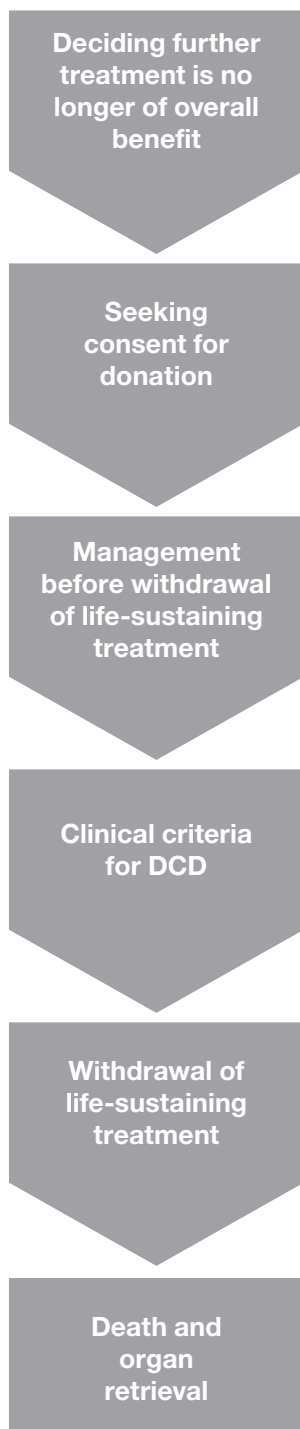 Deciding further
treatment is no
longer of overall
benefit
Seeking
consent for
donation
Management
before withdrawal
of life-sustaining
treatment
Clinical criteria
for DCD
Withdrawal of
life-sustaining
treatment
Death and
organ
retrieval